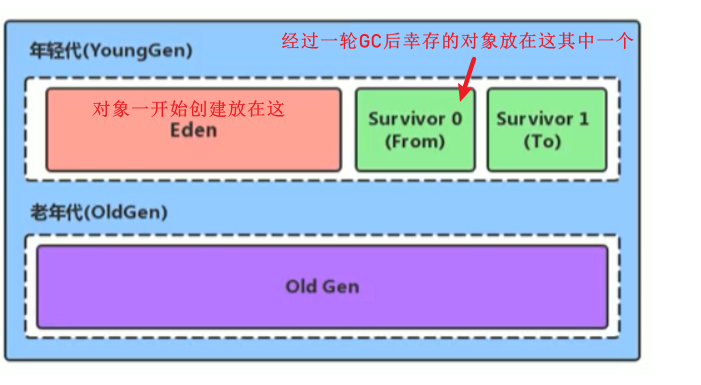 年轻代(YoungGen)
经过一轮GC后幸存的对象放在这其中一个
对象一开始创建放在这
Eden
Survivor 0
(From)
Survivor 1
(To)
老年代(OldGen)
Old Gen